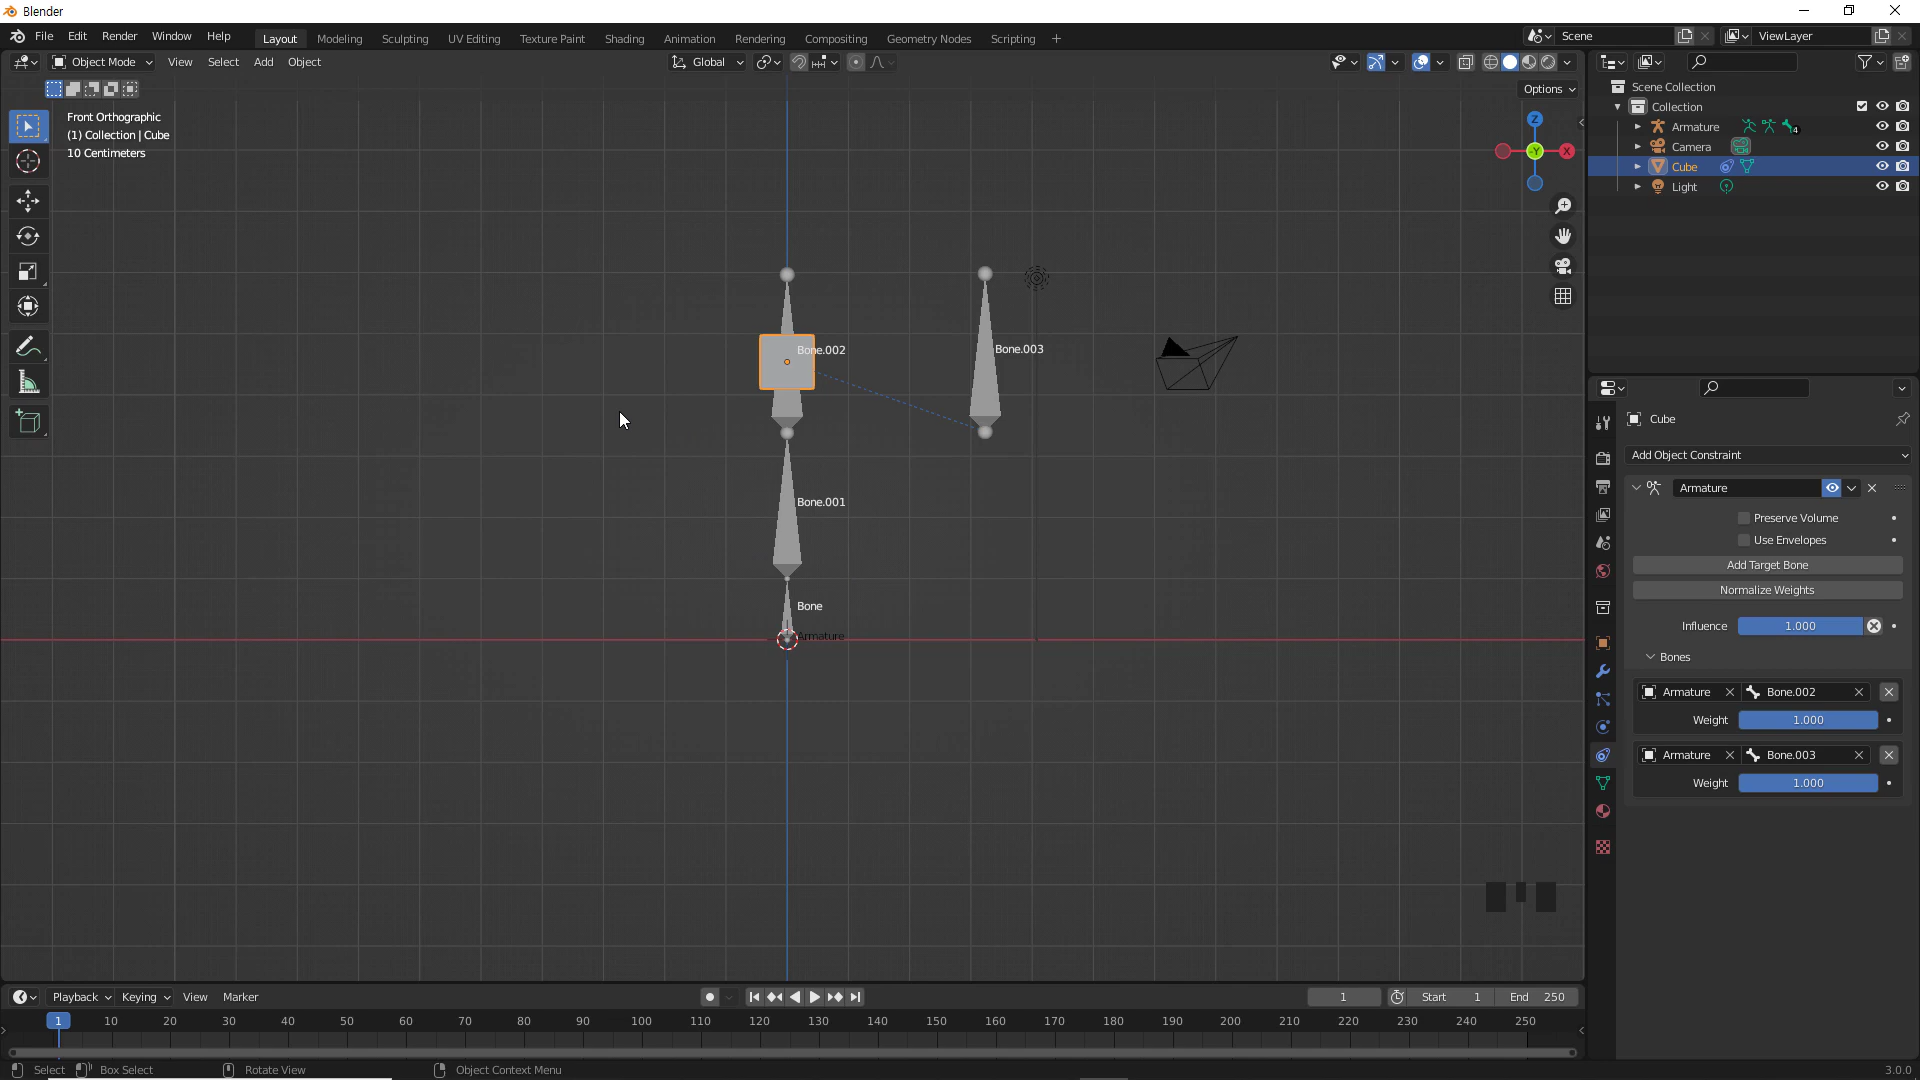 Blender
File Edit Render Window Help Layout Modeling Sculpting UV Editing Texture Paint Shading Animation Rendering Compositing Geometry Nodes Scripting + Scene ViewLayer
Object Mode View Select Add Object Global
Options
Front Orthographic
(1) Collection | Cube
10 Centimeters
Z
-Y
X
Bone.002
Bone.003
Bone.001
Bone
Armature
Scene Collection
Collection
Armature 4
Camera
Cube
Light
Cube
Add Object Constraint
Armature
Preserve Volume
Use Envelopes
Add Target Bone
Normalize Weights
Influence 1.000
Bones
Armature Bone.002
Weight 1.000
Armature Bone.003
Weight 1.000
Playback Keying View Marker 1 Start 1 End 250
1 10 20 30 40 50 60 70 80 90 100 110 120 130 140 150 160 170 180 190 200 210 220 230 240 250
Select Box Select Rotate View Object Context Menu 3.0.0